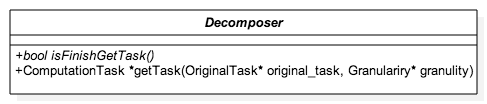 Decomposer
+bool isFinishGetTask()
+ComputationTask *getTask(OriginalTask* original_task, Granulariry* granulity)